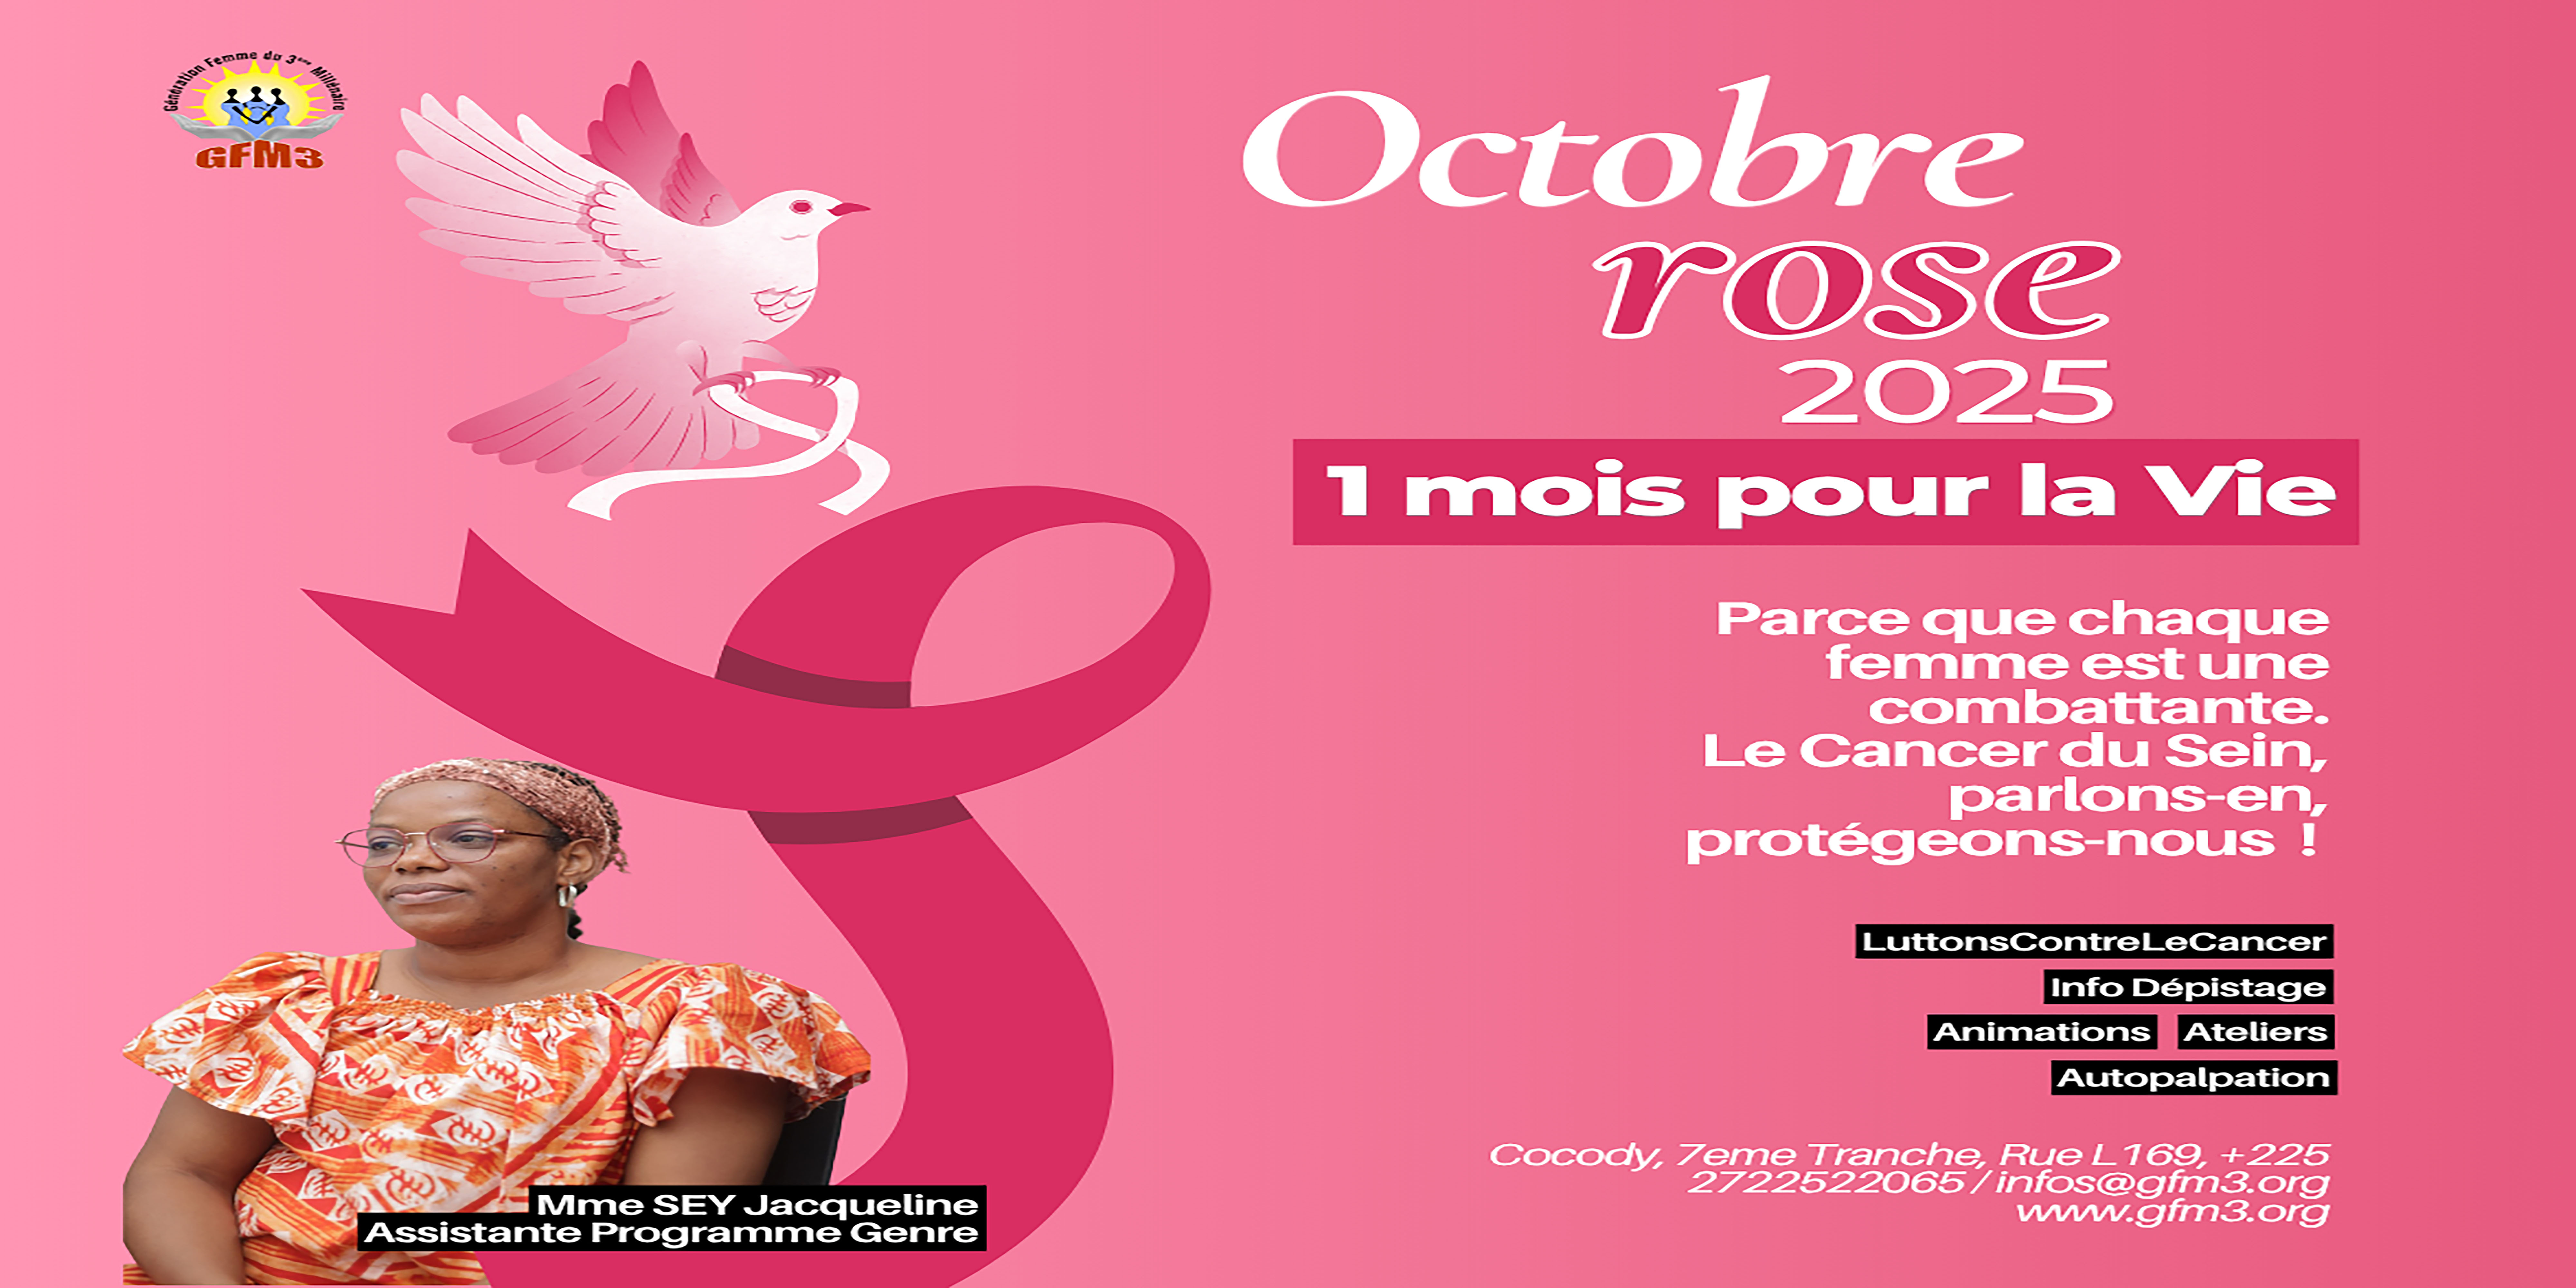 Génération Femme du 3ème Millénaire
GFM3
Octobre
rose
2025
1 mois pour la Vie
Parce que chaque
femme est une
combattante.
Le Cancer du Sein,
parlons-en,
protégeons-nous !
LuttonsContreLeCancer
Info Dépistage
Animations Ateliers
Autopalpation
Cocody, 7eme Tranche, Rue L169, +225
2722522065 / infos@gfm3.org
www.gfm3.org
Mme SEY Jacqueline
Assistante Programme Genre